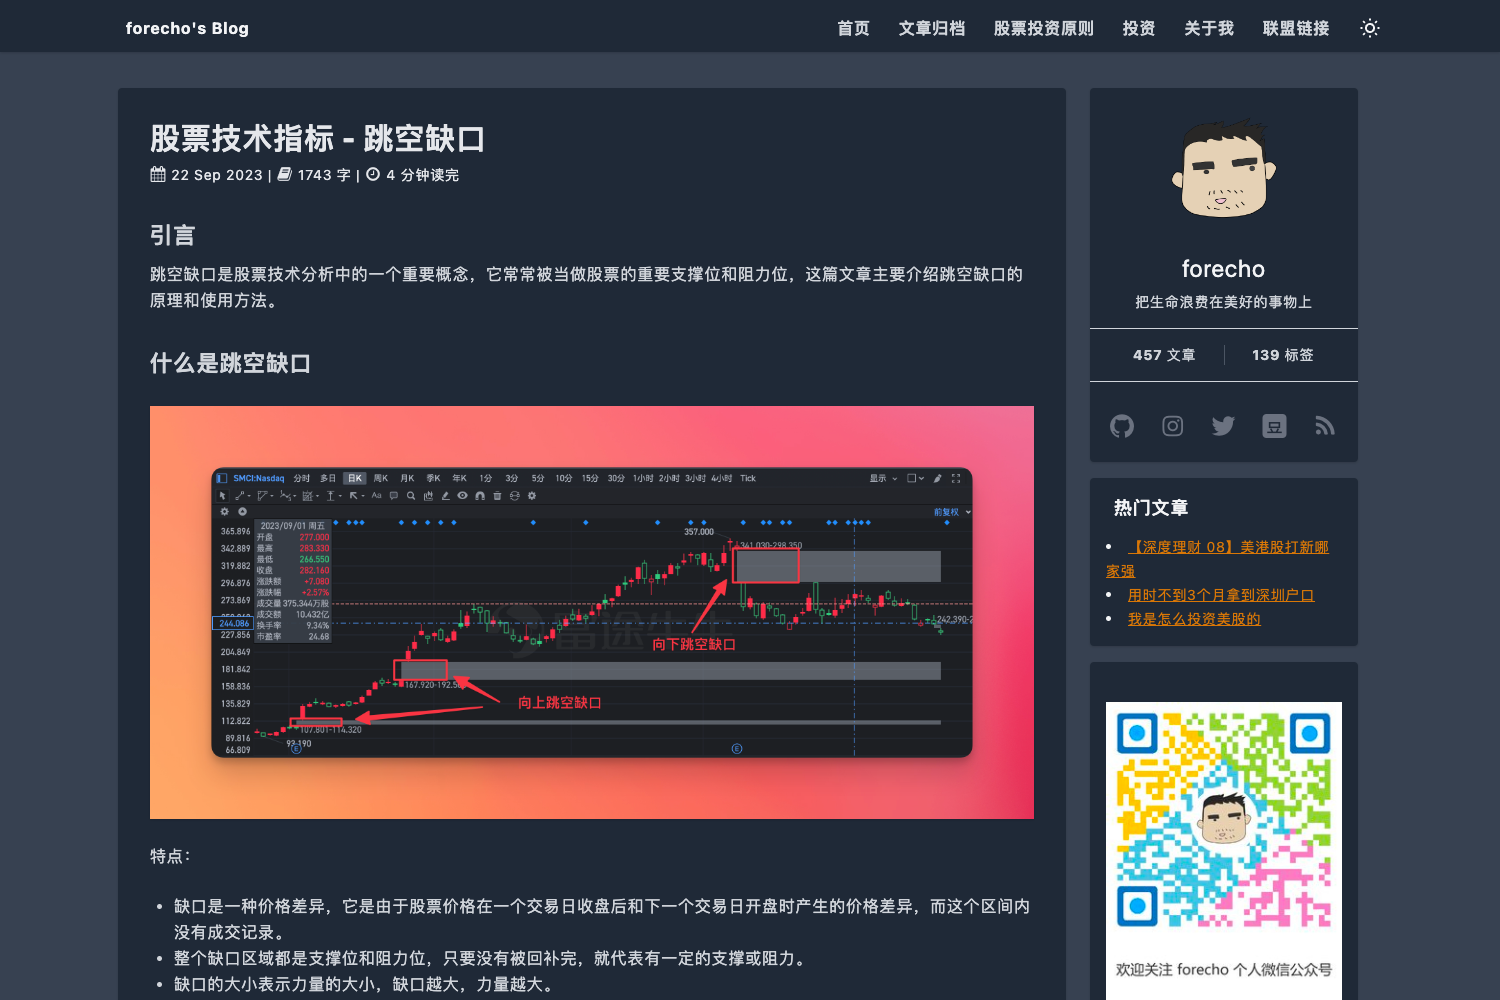 forecho's Blog
首页 文章归档 股票投资原则 投资 关于我 联盟链接
股票技术指标 - 跳空缺口
22 Sep 2023 | 1743 字 | 4 分钟读完
引言
跳空缺口是股票技术分析中的一个重要概念，它常常被当做股票的重要支撑位和阻力位，这篇文章主要介绍跳空缺口的
原理和使用方法。
什么是跳空缺口
SMCI:Nasdaq 分时 多日 日K 周K 月K 季K 年K 1分 3分 5分 10分 15分 30分 1小时 2小时 3小时 4小时 Tick 显示
Aa
前复权
2023/09/01 周五
开盘 277.000
最高 283.330
最低 266.550
收盘 282.160
涨跌额 +7.080
涨跌幅 +2.57%
成交量 375.344万股
成交额 10.432亿
换手率 9.34%
市盈率 24.68
365.896
342.889
319.882
296.876
273.869
244.086
227.856
204.849
181.842
158.836
135.829
112.822
89.816
66.809
357.000
341.030-298.350
向下跳空缺口
向上跳空缺口
107.801-114.320
93.190
E
E
特点：
• 缺口是一种价格差异，它是由于股票价格在一个交易日收盘后和下一个交易日开盘时产生的价格差异，而这个区间内
没有成交记录。
• 整个缺口区域都是支撑位和阻力位，只要没有被回补完，就代表有一定的支撑或阻力。
• 缺口的大小表示力量的大小，缺口越大，力量越大。
forecho
把生命浪费在美好的事物上
457 文章 139 标签
豆
热门文章
• 【深度理财 08】美港股打新哪
家强
• 用时不到3个月拿到深圳户口
• 我是怎么投资美股的
欢迎关注 forecho 个人微信公众号